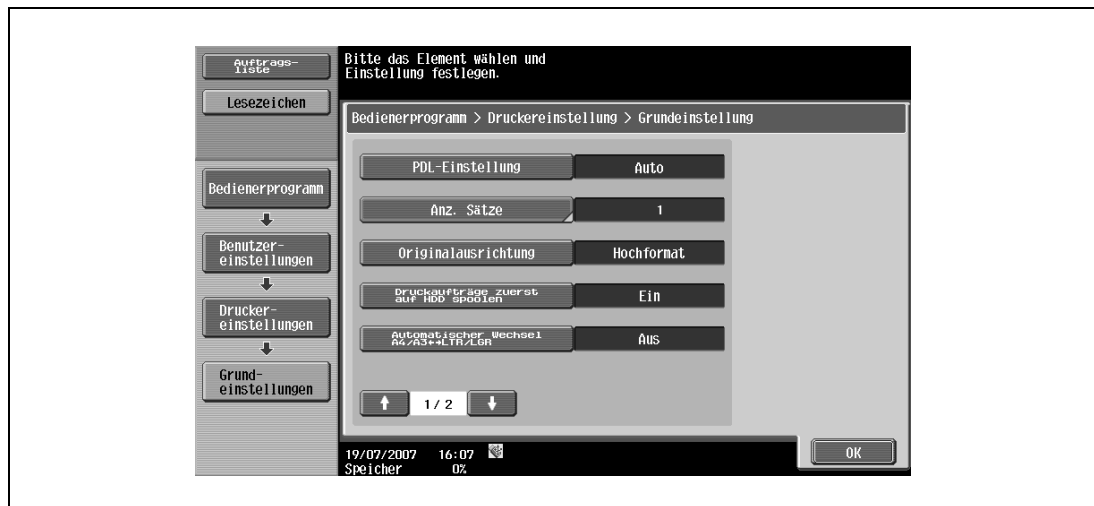 Auftrags-
liste
Lesezeichen
Bedienerprogramm
Benutzer-
einstellungen
Drucker-
einstellungen
Grund-
einstellungen
Bitte das Element wählen und
Einstellung festlegen.
Bedienerprogramm > Druckereinstellung > Grundeinstellung
PDL-Einstellung Auto
Anz. Sätze 1
Originalausrichtung Hochformat
Druckaufträge zuerst
auf HDD spoolen Ein
Automatischer Wechsel
A4/A3↔LTR/LGR Aus
1/ 2
19/07/2007 16:07
Speicher 0%
OK